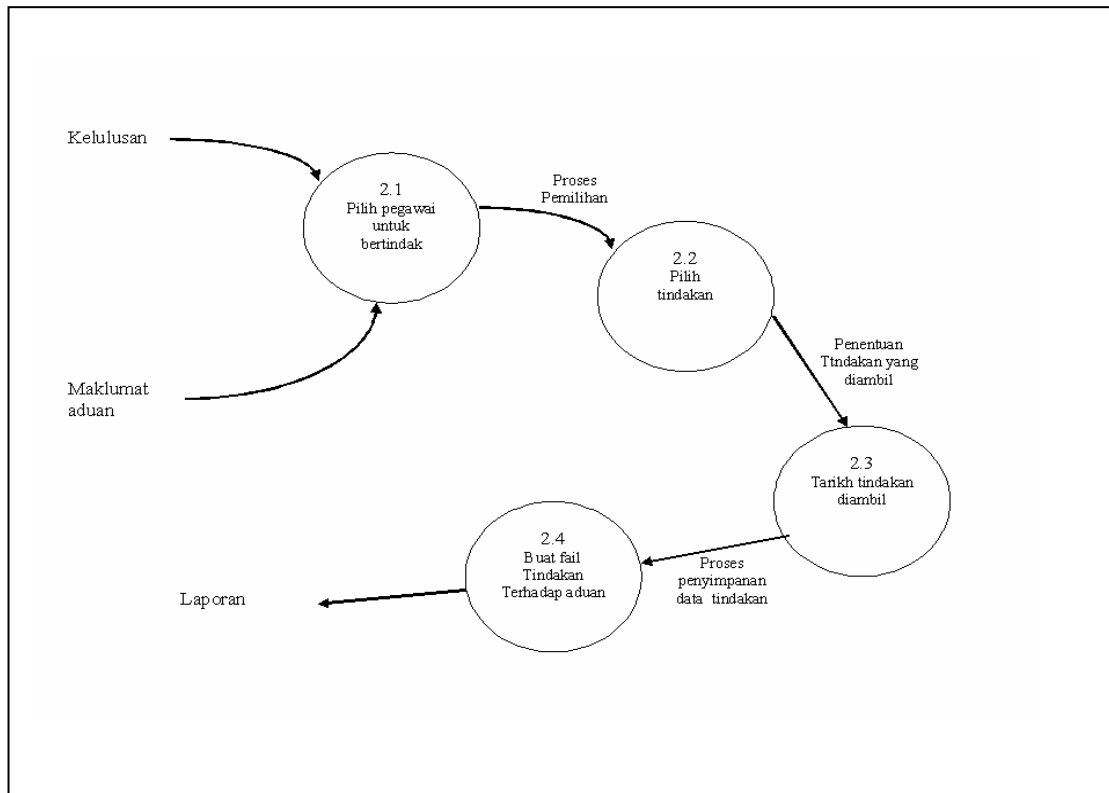 Kelulusan
2.1
Pilih pegawai
untuk
bertindak
Proses
Pemilihan
2.2
Pilih
tindakan
Maklumat
aduan
Penentuan
Ttndakan yang
diambil
2.3
Tarikh tindakan
diambil
2.4
Buat fail
Tindakan
Terhadap aduan
Proses
penyimpanan
data tindakan
Laporan